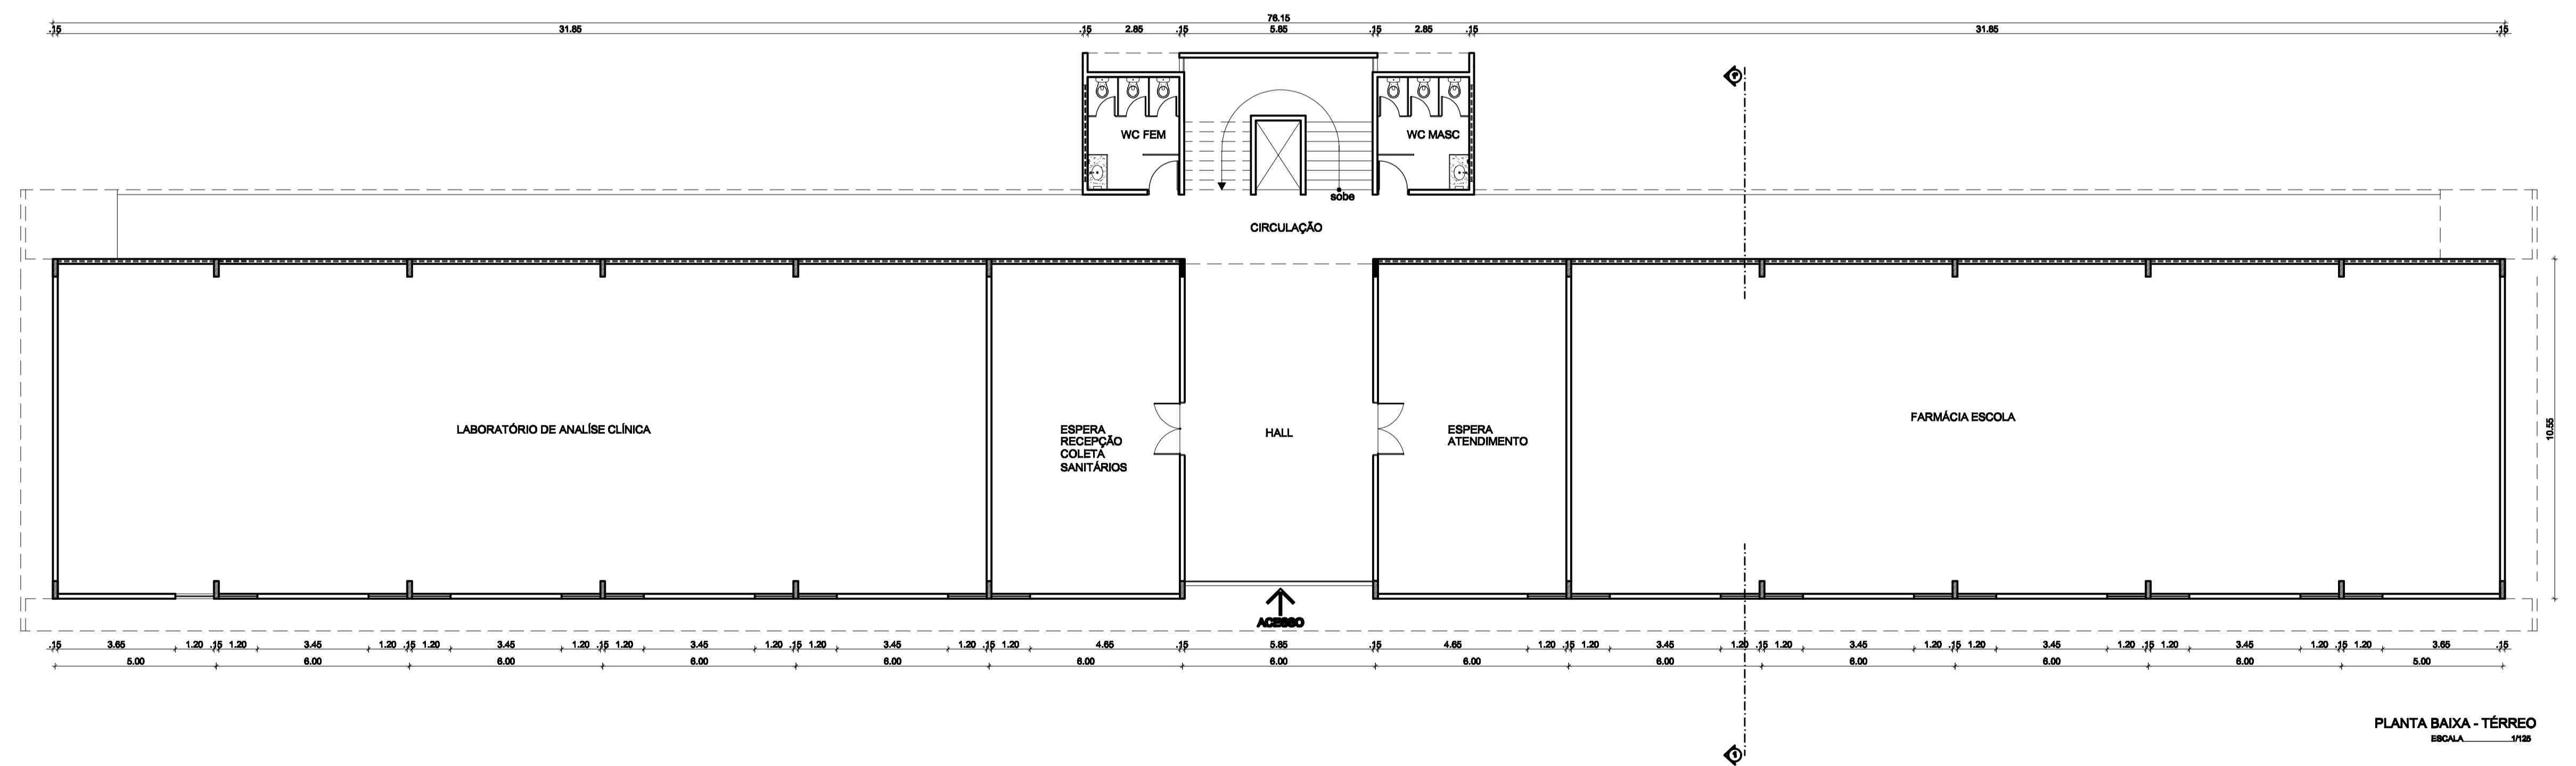 76.15
.15 31.85 .15 2.85 .15 5.85 .15 2.85 .15 31.85 .15
WC FEM
WC MASC
sobe
CIRCULAÇÃO
LABORATÓRIO DE ANALÍSE CLÍNICA
ESPERA
RECEPÇÃO
COLETA
SANITÁRIOS
HALL
ESPERA
ATENDIMENTO
FARMÁCIA ESCOLA
10.55
ACESSO
.15 3.65 1.20 .15 1.20 3.45 1.20 .15 1.20 3.45 1.20 .15 1.20 3.45 1.20 .15 1.20 3.45 1.20 .15 1.20 4.65 .15 5.85 .15 4.65 1.20 .15 1.20 3.45 1.20 .15 1.20 3.45 1.20 .15 1.20 3.45 1.20 .15 1.20 3.45 1.20 .15 1.20 3.65 .15
5.00 6.00 6.00 6.00 6.00 6.00 6.00 6.00 6.00 6.00 6.00 6.00 5.00
1
PLANTA BAIXA - TÉRREO
ESCALA 1/125